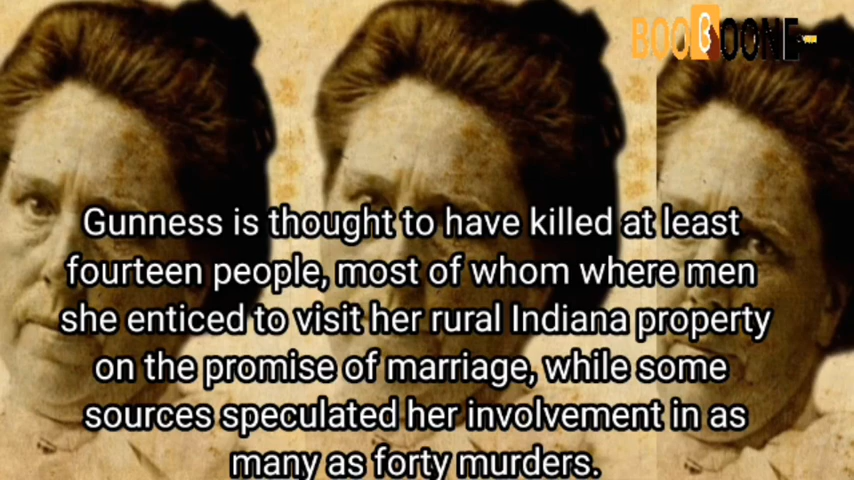 BOOBOONE-
Gunness is thought to have killed at least
fourteen people, most of whom where men
she enticed to visit her rural Indiana property
on the promise of marriage, while some
sources speculated her involvement in as
many as forty murders.